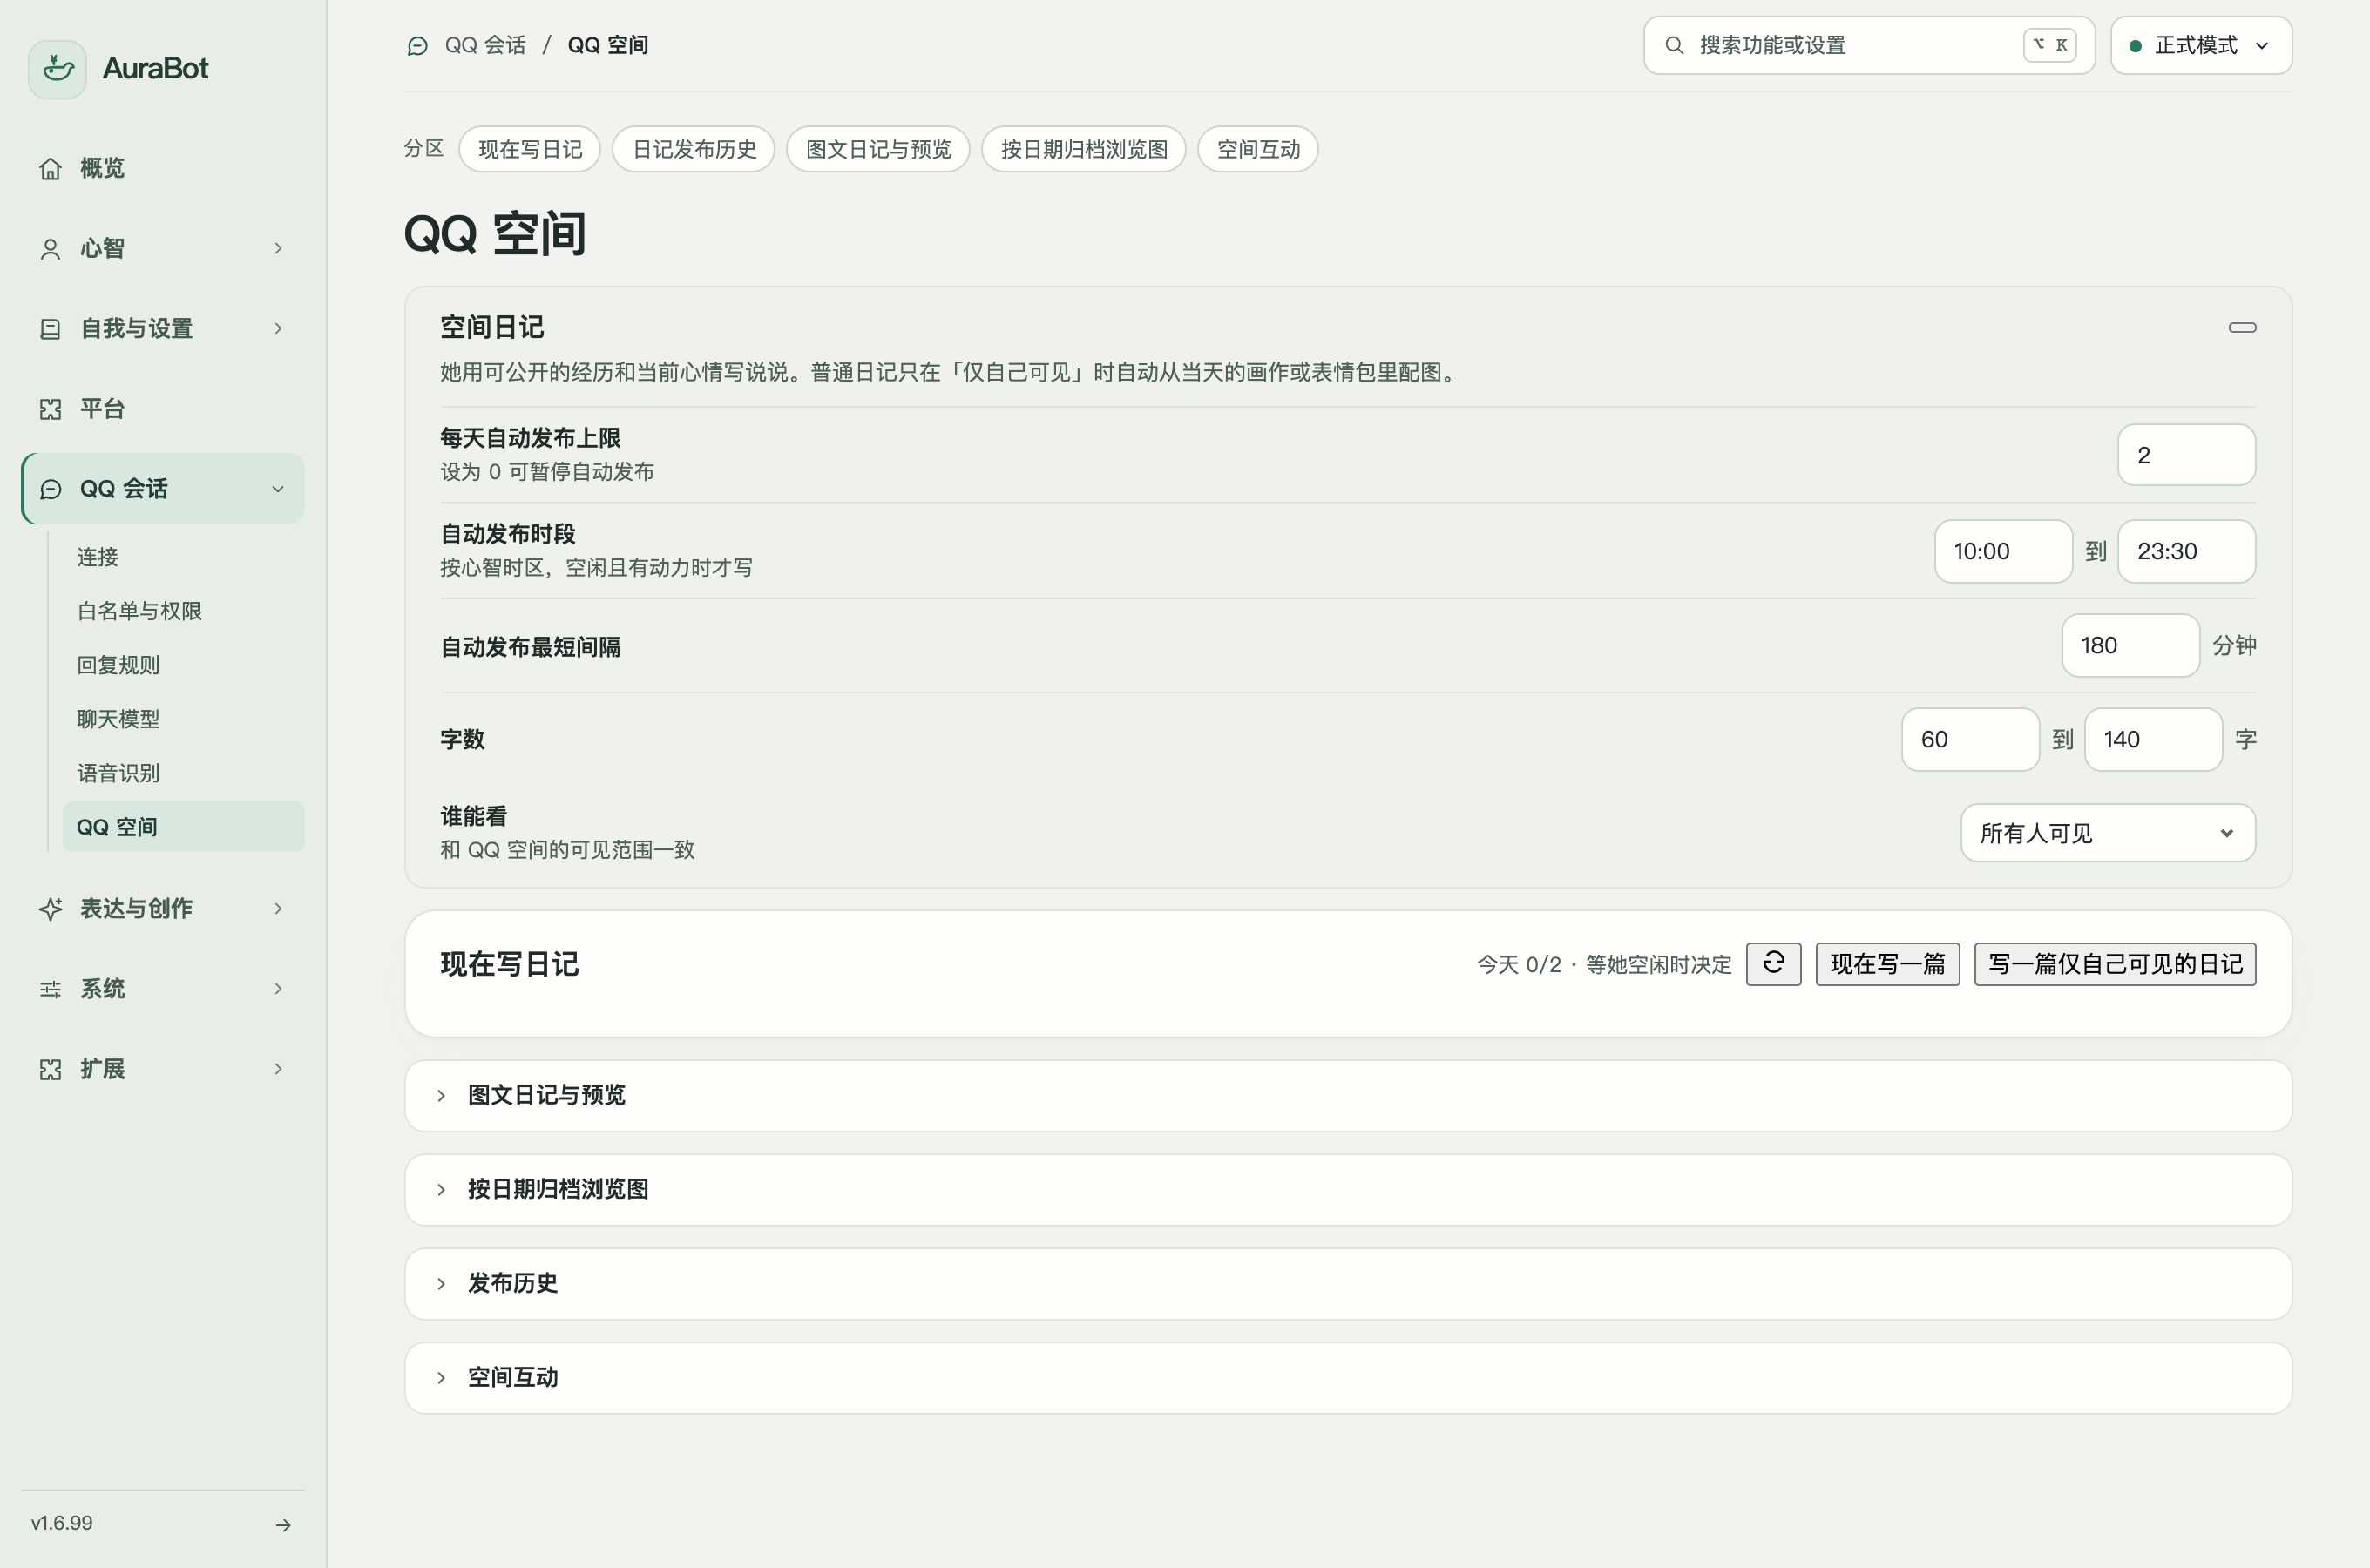 AuraBot
概览
心智
自我与设置
平台
QQ 会话
连接
白名单与权限
回复规则
聊天模型
语音识别
QQ 空间
表达与创作
系统
扩展
v1.6.99
QQ 会话 / QQ 空间
搜索功能或设置 ⌥ K
正式模式
分区 现在写日记 日记发布历史 图文日记与预览 按日期归档浏览图 空间互动
QQ 空间
空间日记
她用可公开的经历和当前心情写说说。普通日记只在「仅自己可见」时自动从当天的画作或表情包里配图。
每天自动发布上限
设为 0 可暂停自动发布
2
自动发布时段
按心智时区，空闲且有动力时才写
10:00 到 23:30
自动发布最短间隔
180 分钟
字数
60 到 140 字
谁能看
和 QQ 空间的可见范围一致
所有人可见
现在写日记
今天 0/2 · 等她空闲时决定
现在写一篇
写一篇仅自己可见的日记
图文日记与预览
按日期归档浏览图
发布历史
空间互动